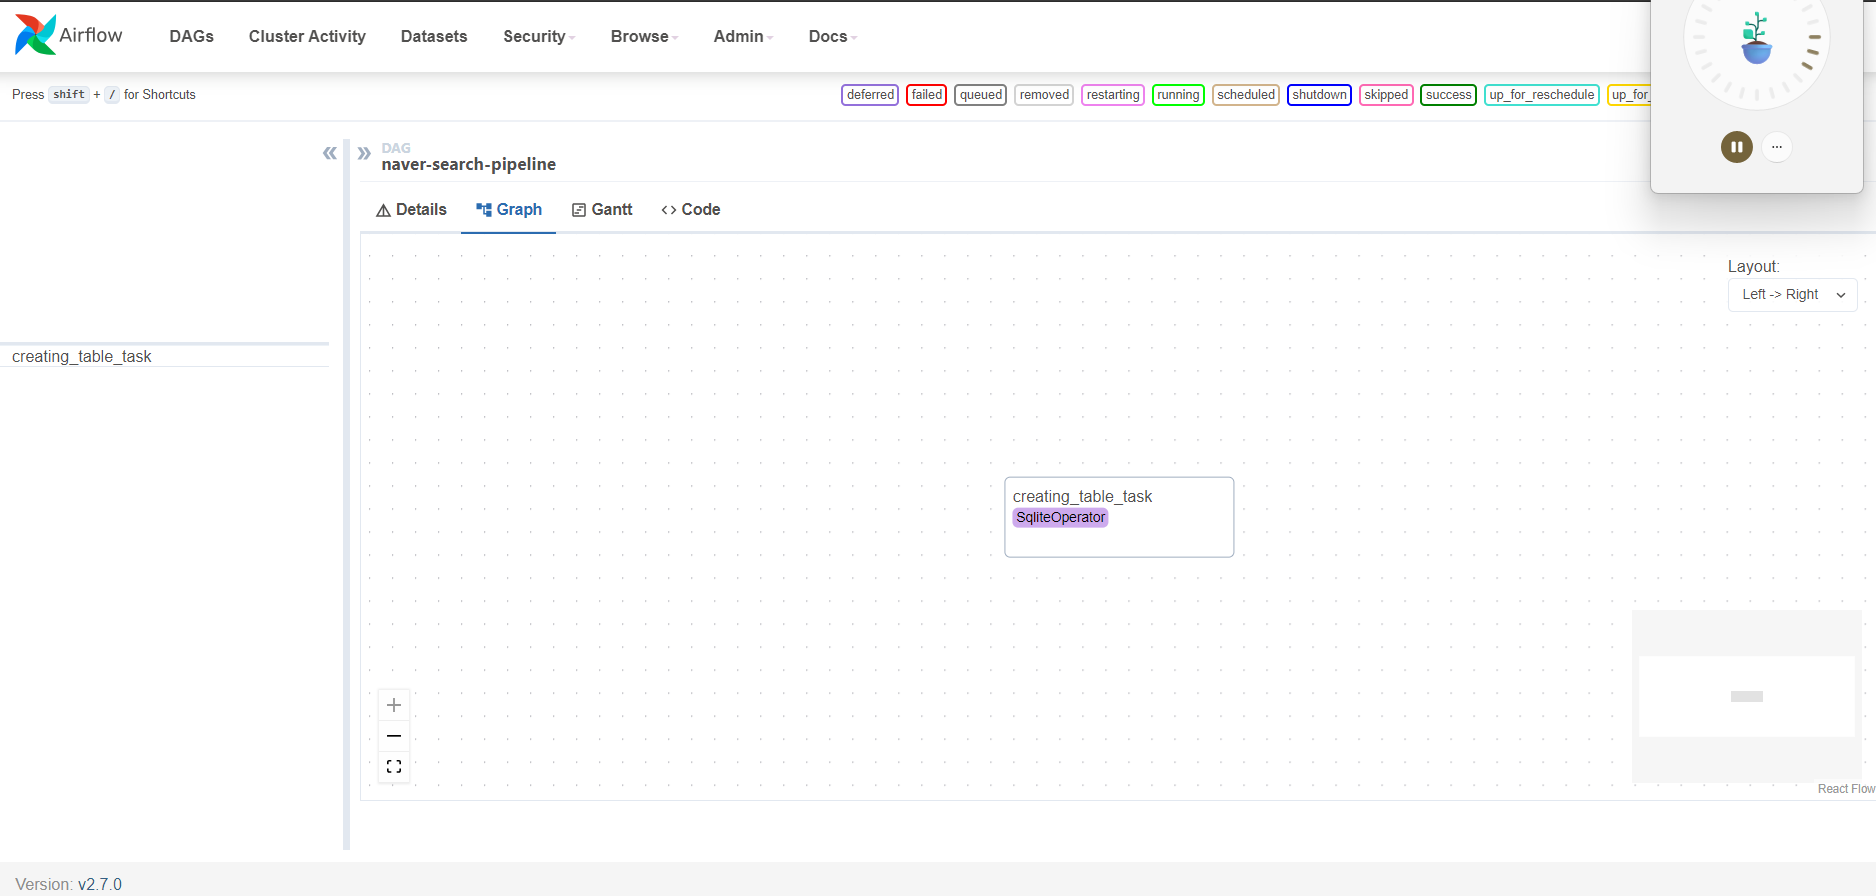 Airflow DAGs Cluster Activity Datasets Security Browse Admin Docs
Press shift + / for Shortcuts
deferred failed queued removed restarting running scheduled shutdown skipped success up_for_reschedule up_for_
DAG
naver-search-pipeline
Details Graph Gantt Code
Layout:
Left -> Right
creating_table_task
creating_table_task
SqliteOperator
React Flow
Version: v2.7.0